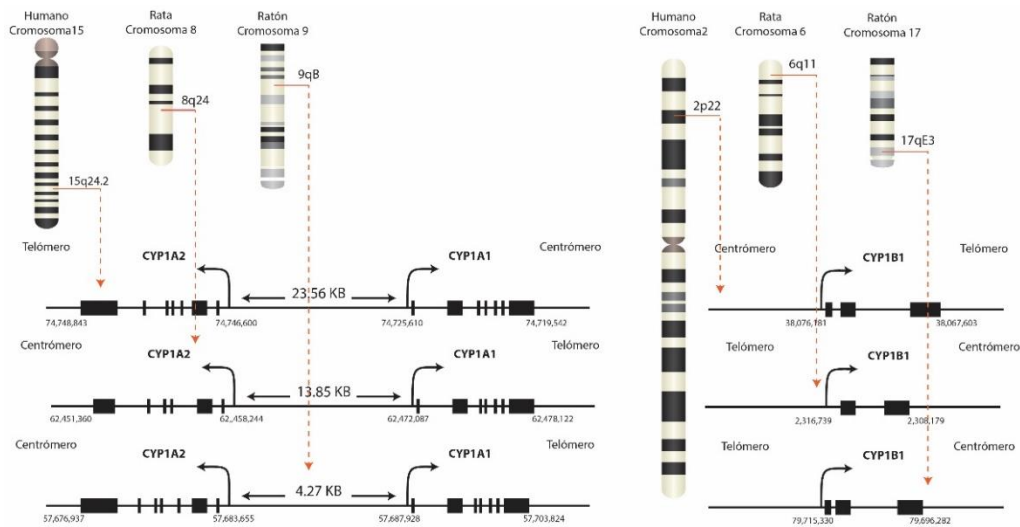 Humano
Cromosoma15
Rata
Cromosoma 8
Ratón
Cromosoma 9
9qB
8q24
15q24.2
Telómero
Centrómero
CYP1A2
CYP1A1
23.56 KB
74,748,843
74,746,600
74,725,610
74,719,542
Centrómero
Telómero
CYP1A2
CYP1A1
13.85 KB
62,451,360
62,458,244
62,472,087
62,478,122
Centrómero
Telómero
CYP1A2
CYP1A1
4.27 KB
57,676,937
57,683,655
57,687,928
57,703,824
Humano
Cromosoma2
Rata
Cromosoma 6
Ratón
Cromosoma 17
6q11
2p22
17qE3
Centrómero
Telómero
CYP1B1
38,076,181
38,067,603
Telómero
Centrómero
CYP1B1
2,316,739
2,308,179
Telómero
Centrómero
CYP1B1
79,715,330
79,696,282